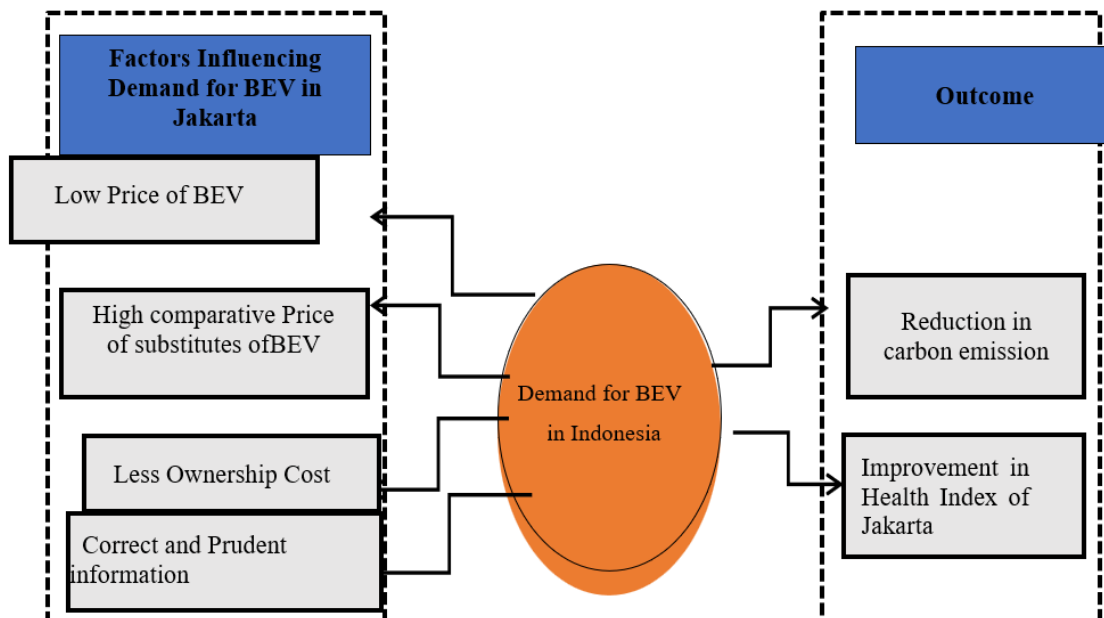 Factors Influencing
Demand for BEV in
Jakarta
Low Price of BEV
High comparative Price
of substitutes ofBEV
Less Ownership Cost
Correct and Prudent
information
Demand for BEV
in Indonesia
Outcome
Reduction in
carbon emission
Improvement in
Health Index of
Jakarta